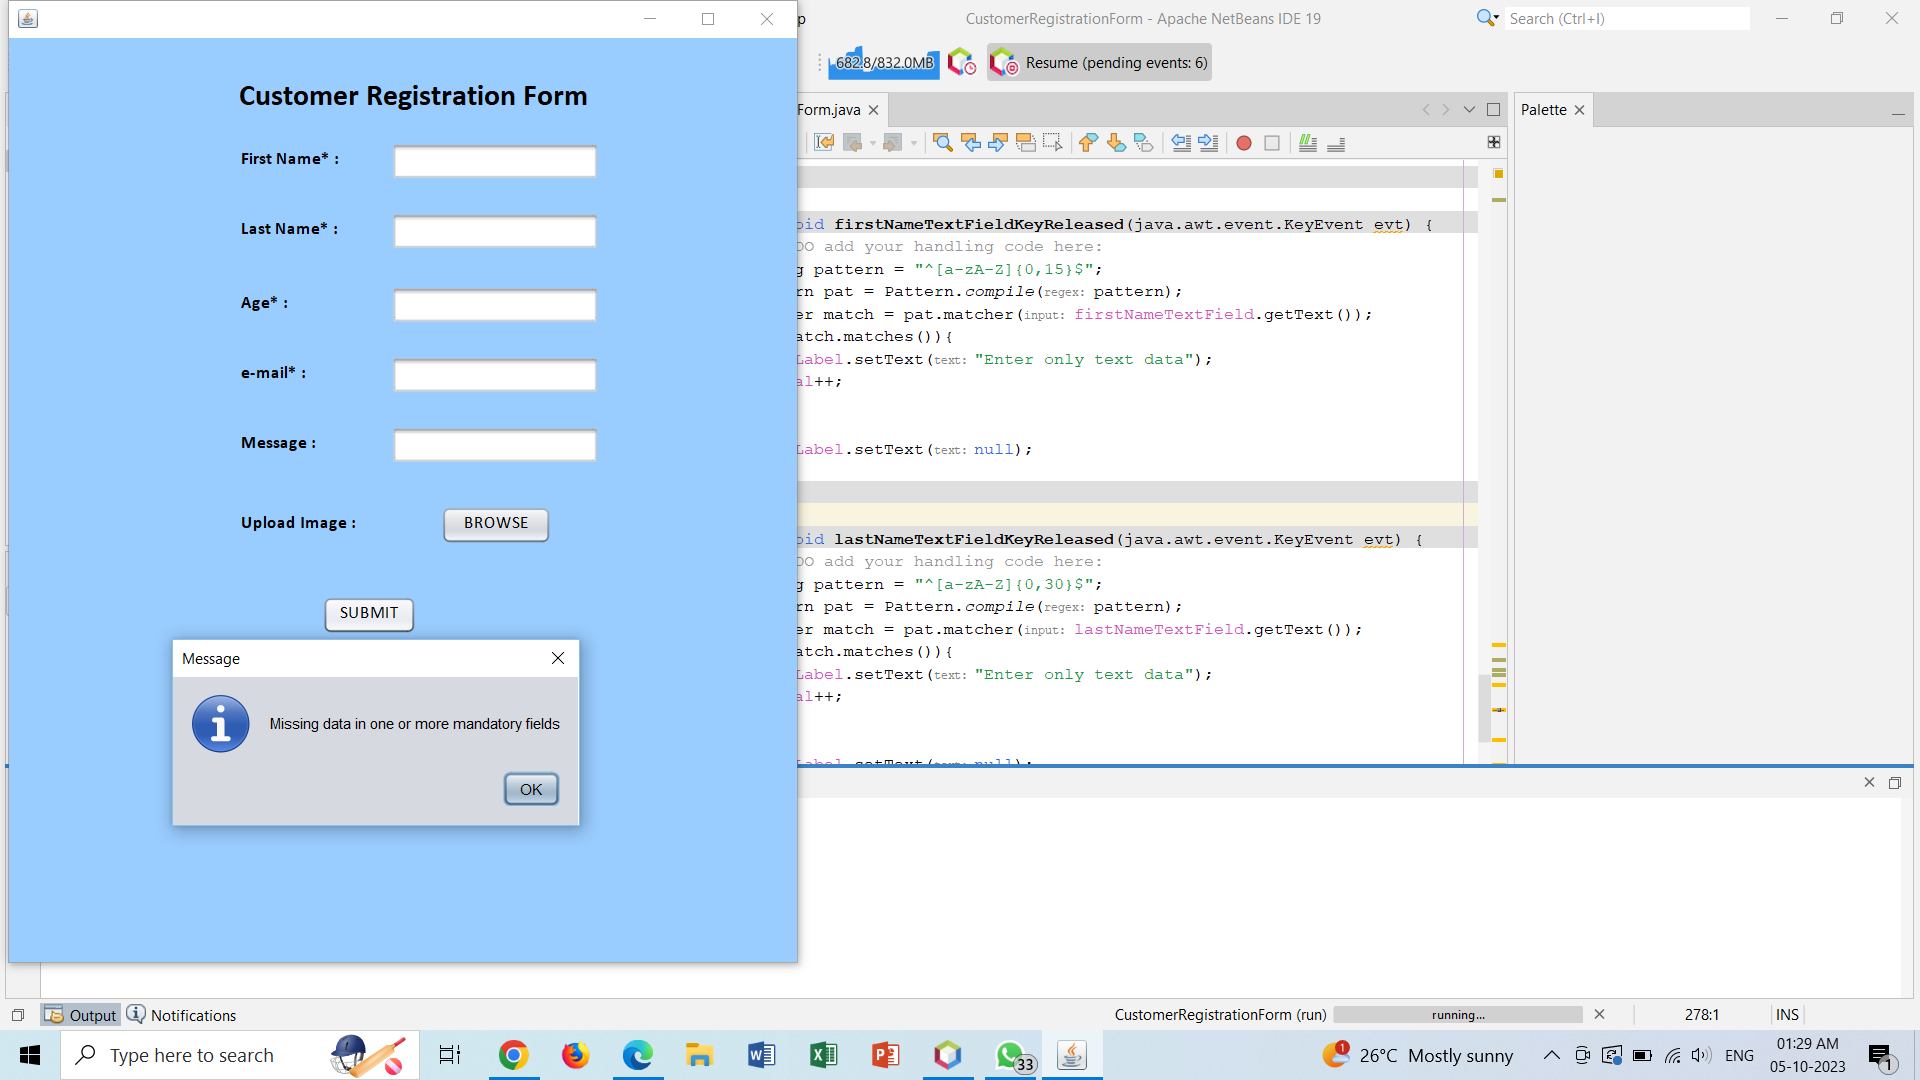 CustomerRegistrationForm - Apache NetBeans IDE 19
Search (Ctrl+I)
682.8/832.0MB
Resume (pending events: 6)
Form.java
Palette
Customer Registration Form
First Name* :
Last Name* :
Age* :
e-mail* :
Message :
Upload Image :
BROWSE
SUBMIT
Message
Missing data in one or more mandatory fields
OK
oid firstNameTextFieldKeyReleased(java.awt.event.KeyEvent evt) {
DO add your handling code here:
g pattern = "^[a-zA-Z]{0,15}$";
rn pat = Pattern.compile(regex: pattern);
er match = pat.matcher(input: firstNameTextField.getText());
atch.matches()){
Label.setText(text: "Enter only text data");
al++;
Label.setText(text: null);
oid lastNameTextFieldKeyReleased(java.awt.event.KeyEvent evt) {
DO add your handling code here:
g pattern = "^[a-zA-Z]{0,30}$";
rn pat = Pattern.compile(regex: pattern);
er match = pat.matcher(input: lastNameTextField.getText());
atch.matches()){
Label.setText(text: "Enter only text data");
al++;
Label.setText(text: null);
Output
Notifications
CustomerRegistrationForm (run)
running...
278:1
INS
Type here to search
33
1
26°C Mostly sunny
ENG
01:29 AM
05-10-2023
1